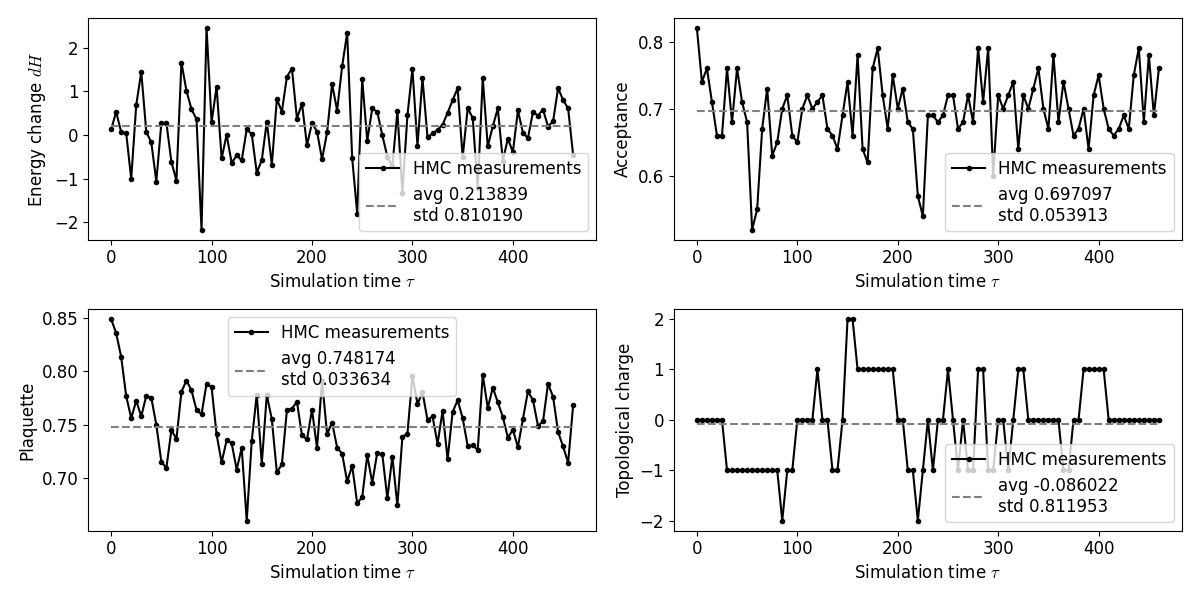 Energy change dH
2
1
0
−1
−2
0
100
200
300
400
Simulation time τ
HMC measurements
avg 0.213839
std 0.810190
Acceptance
0.8
0.7
0.6
0
100
200
300
400
Simulation time τ
HMC measurements
avg 0.697097
std 0.053913
Plaquette
0.85
0.80
0.75
0.70
0
100
200
300
400
Simulation time τ
HMC measurements
avg 0.748174
std 0.033634
Topological charge
2
1
0
−1
−2
0
100
200
300
400
Simulation time τ
HMC measurements
avg -0.086022
std 0.811953